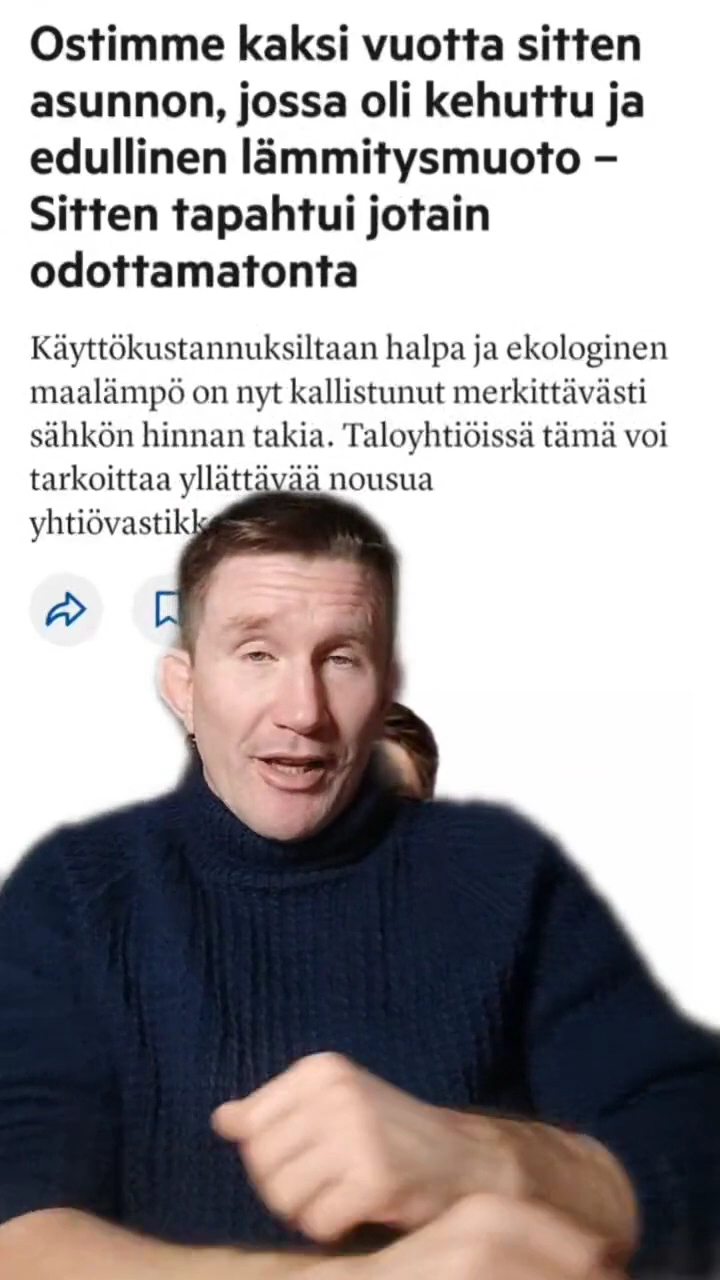 Ostimme kaksi vuotta sitten
asunnon, jossa oli kehuttu ja
edullinen lämmitysmuoto –
Sitten tapahtui jotain
odottamatonta
Käyttökustannuksiltaan halpa ja ekologinen
maalämpö on nyt kallistunut merkittävästi
sähkön hinnan takia. Taloyhtiöissä tämä voi
tarkoittaa yllättävää nousua